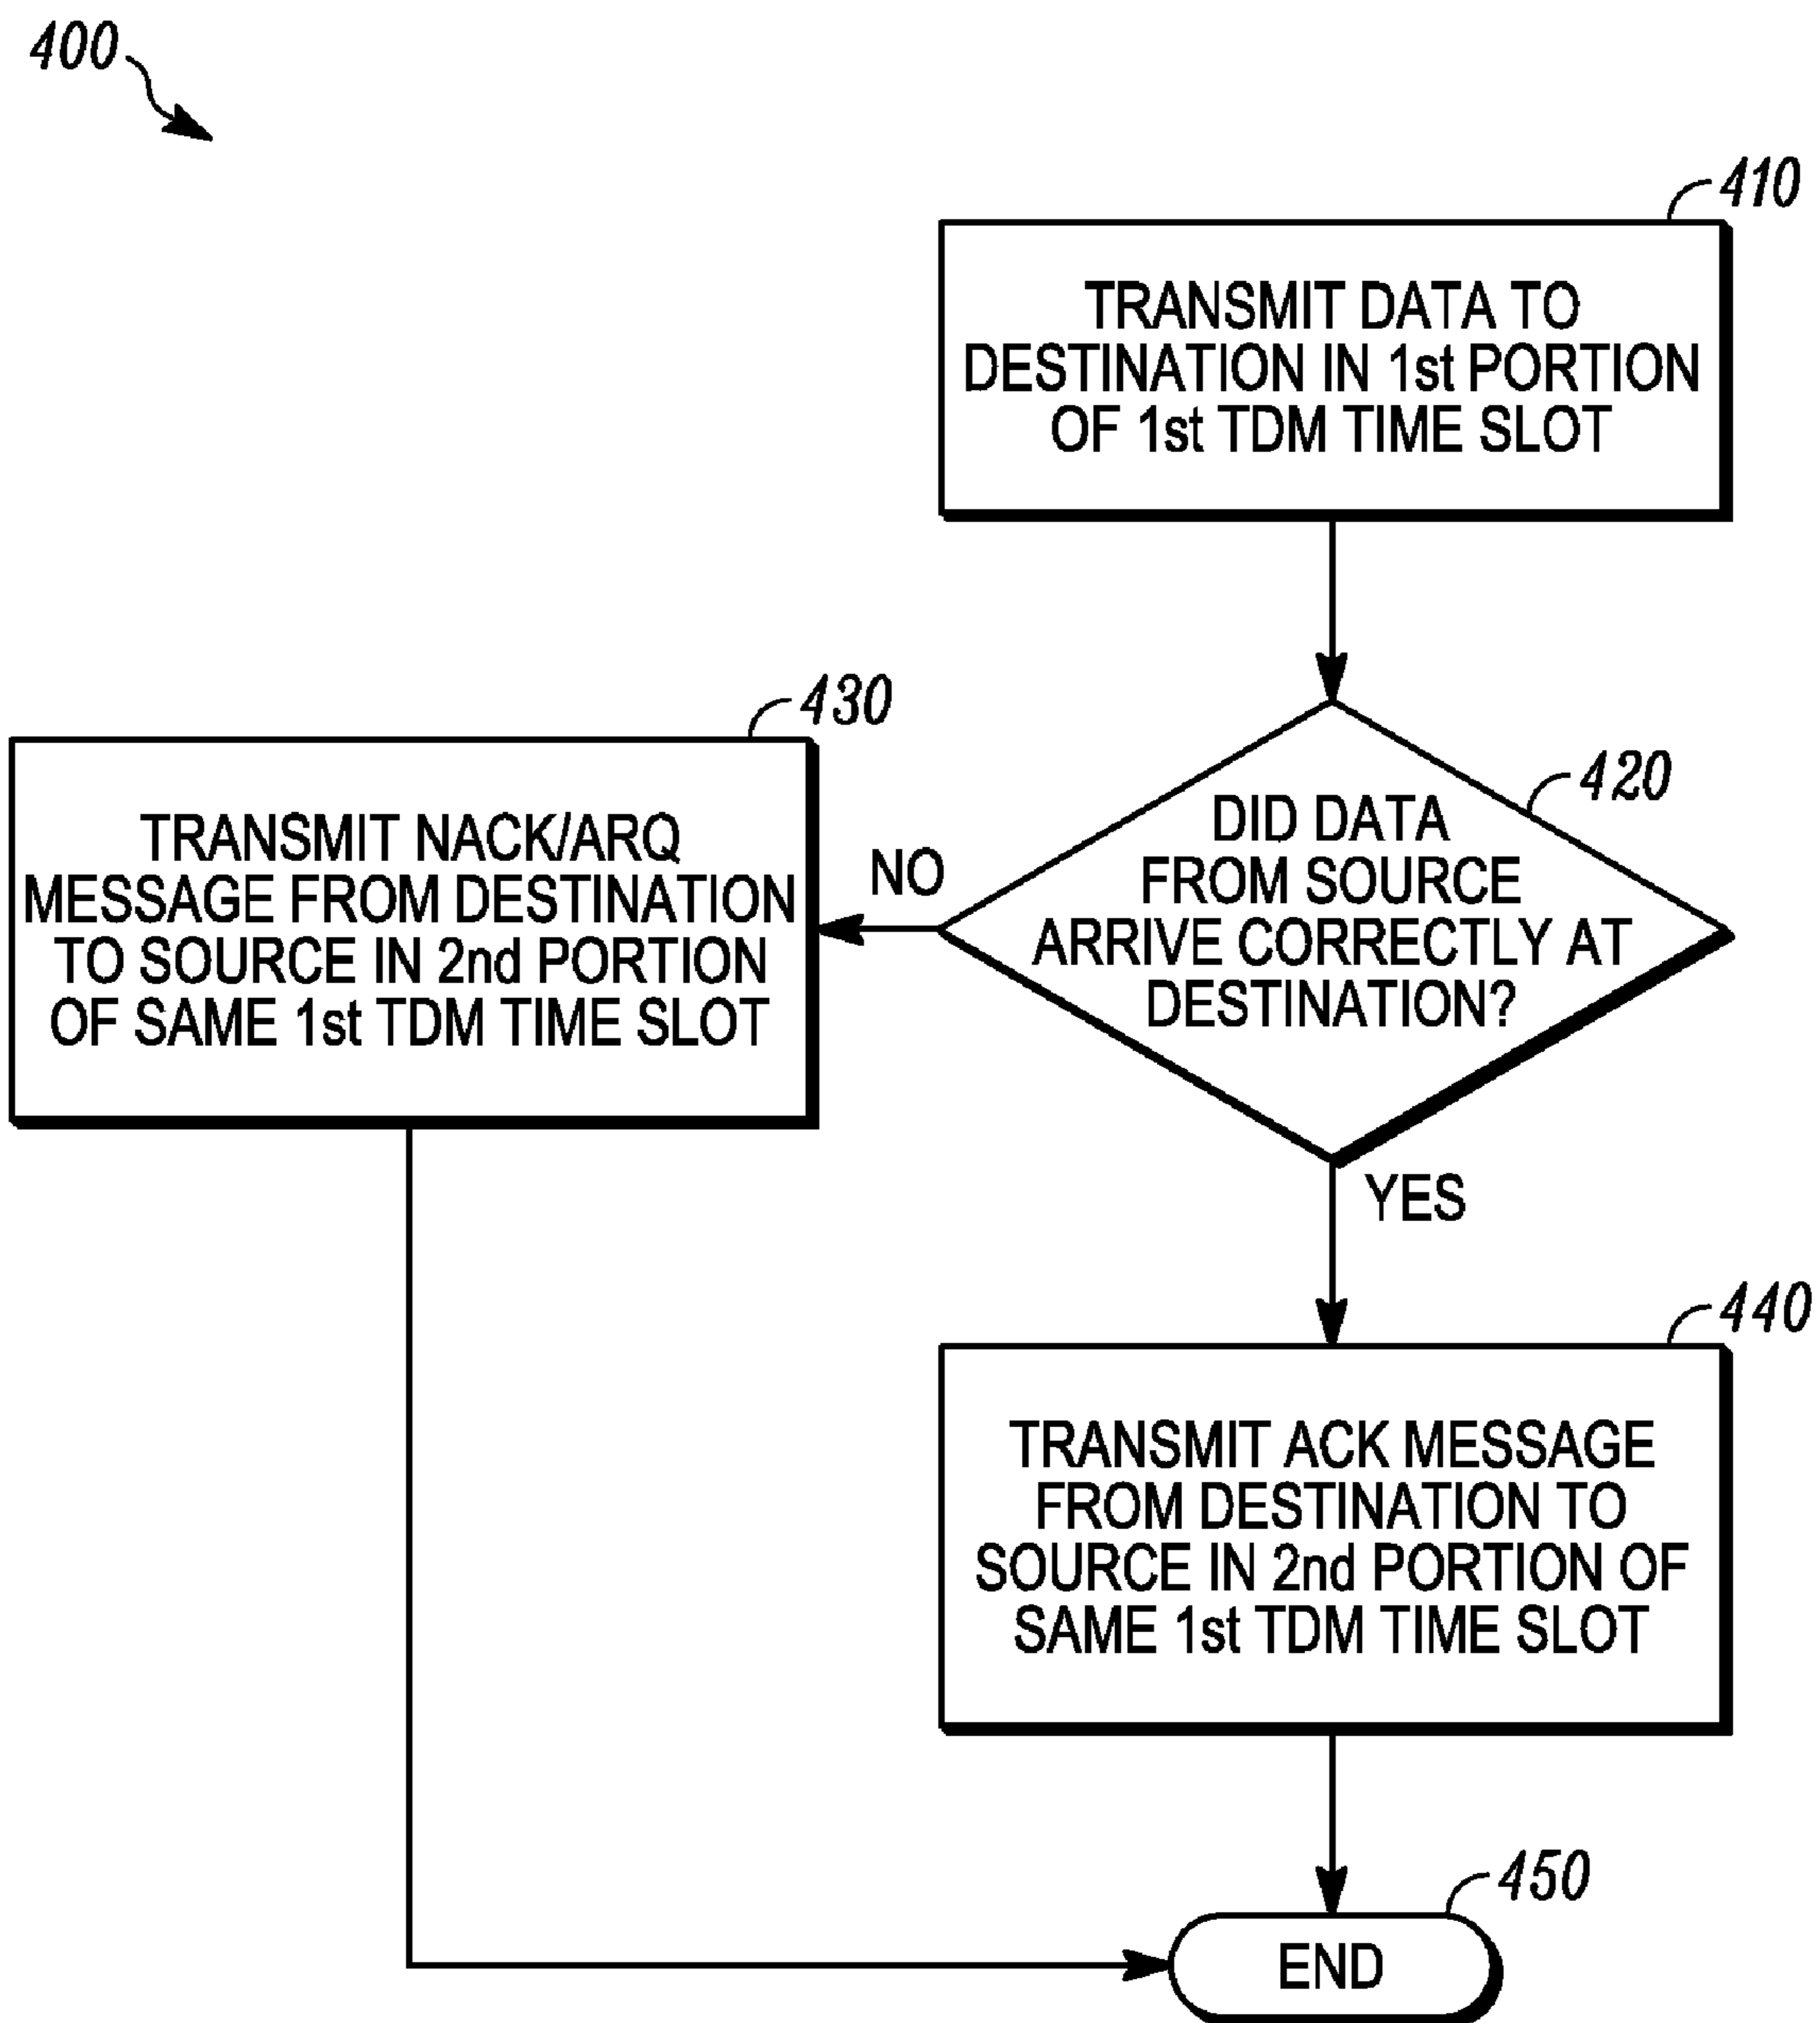 400
410
TRANSMIT DATA TO
DESTINATION IN 1st PORTION
OF 1st TDM TIME SLOT
430
TRANSMIT NACK/ARQ
MESSAGE FROM DESTINATION
TO SOURCE IN 2nd PORTION
OF SAME 1st TDM TIME SLOT
NO
420
DID DATA
FROM SOURCE
ARRIVE CORRECTLY AT
DESTINATION?
YES
440
TRANSMIT ACK MESSAGE
FROM DESTINATION TO
SOURCE IN 2nd PORTION OF
SAME 1st TDM TIME SLOT
450
END